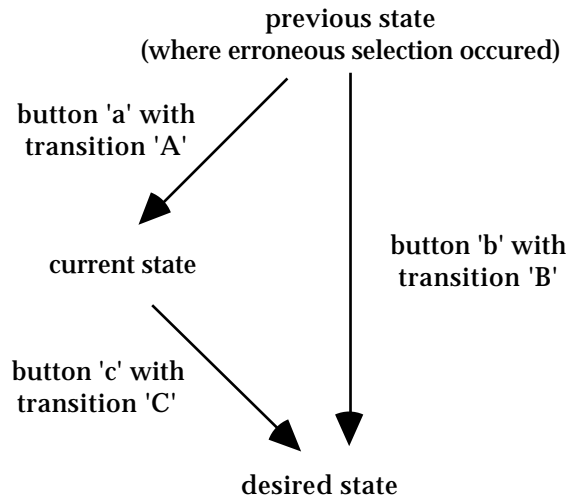 previous state
(where erroneous selection occured)
button 'a' with
transition 'A'
current state
button 'b' with
transition 'B'
button 'c' with
transition 'C'
desired state